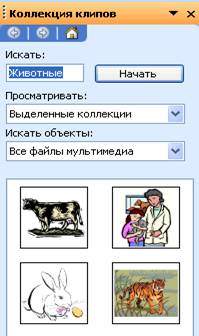 Коллекция клипов
Искать:
Животные Начать
Просматривать:
Выделенные коллекции
Искать объекты:
Все файлы мультимедиа